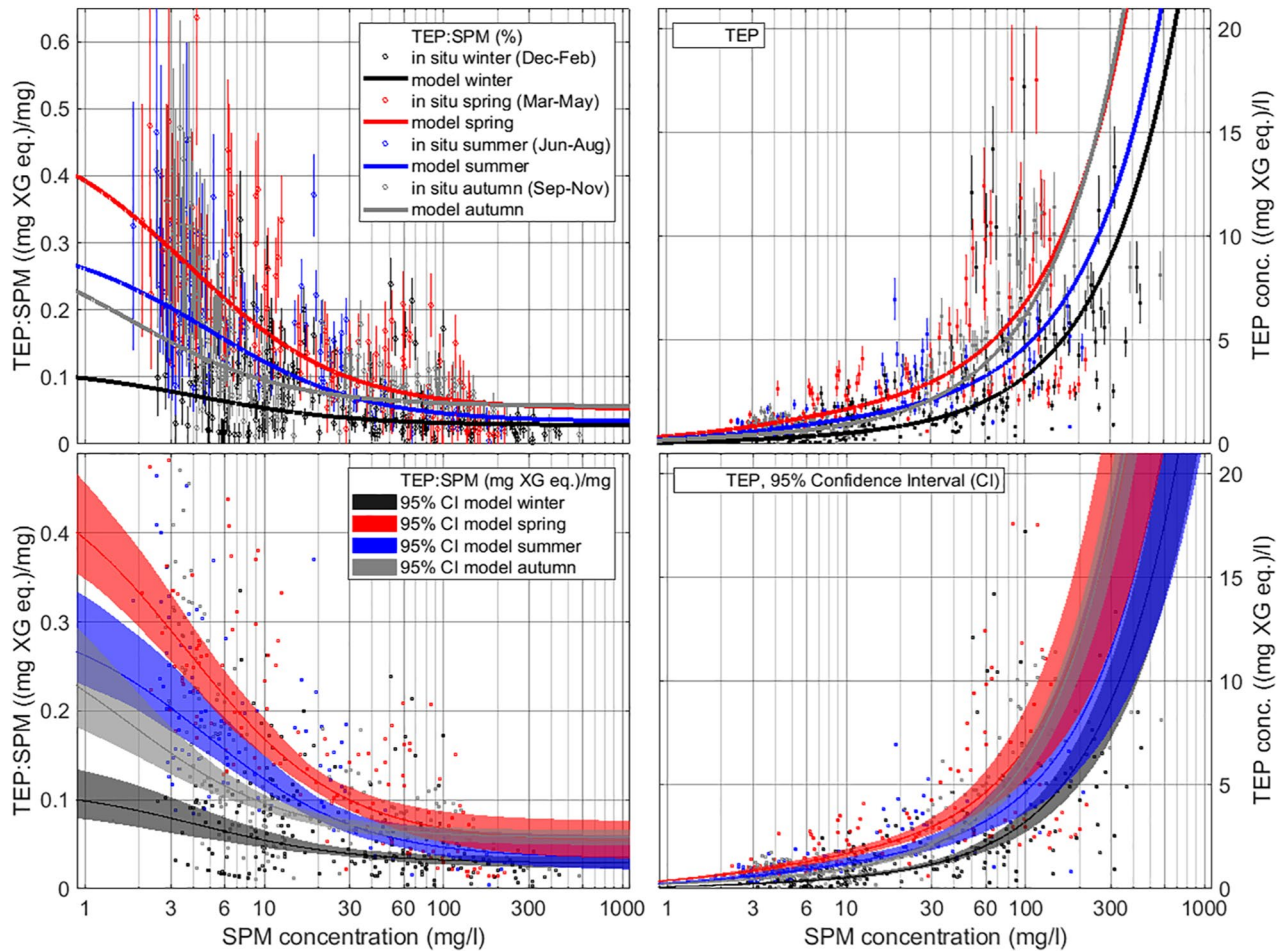 TEP:SPM ((mg XG eq.)/mg)
0.6
0.5
0.4
0.3
0.2
0.1
0
TEP:SPM (%)
in situ winter (Dec-Feb)
model winter
in situ spring (Mar-May)
model spring
in situ summer (Jun-Aug)
model summer
in situ autumn (Sep-Nov)
model autumn
TEP
20
15
10
5
0
TEP conc. ((mg XG eq.)/l)
TEP:SPM ((mg XG eq.)/mg)
0.4
0.3
0.2
0.1
0
TEP:SPM (mg XG eq.)/mg
95% CI model winter
95% CI model spring
95% CI model summer
95% CI model autumn
1 3 6 10 30 60 100 300 1000
SPM concentration (mg/l)
TEP, 95% Confidence Interval (CI)
20
15
10
5
0
TEP conc. ((mg XG eq.)/l)
1 3 6 10 30 60 100 300 1000
SPM concentration (mg/l)